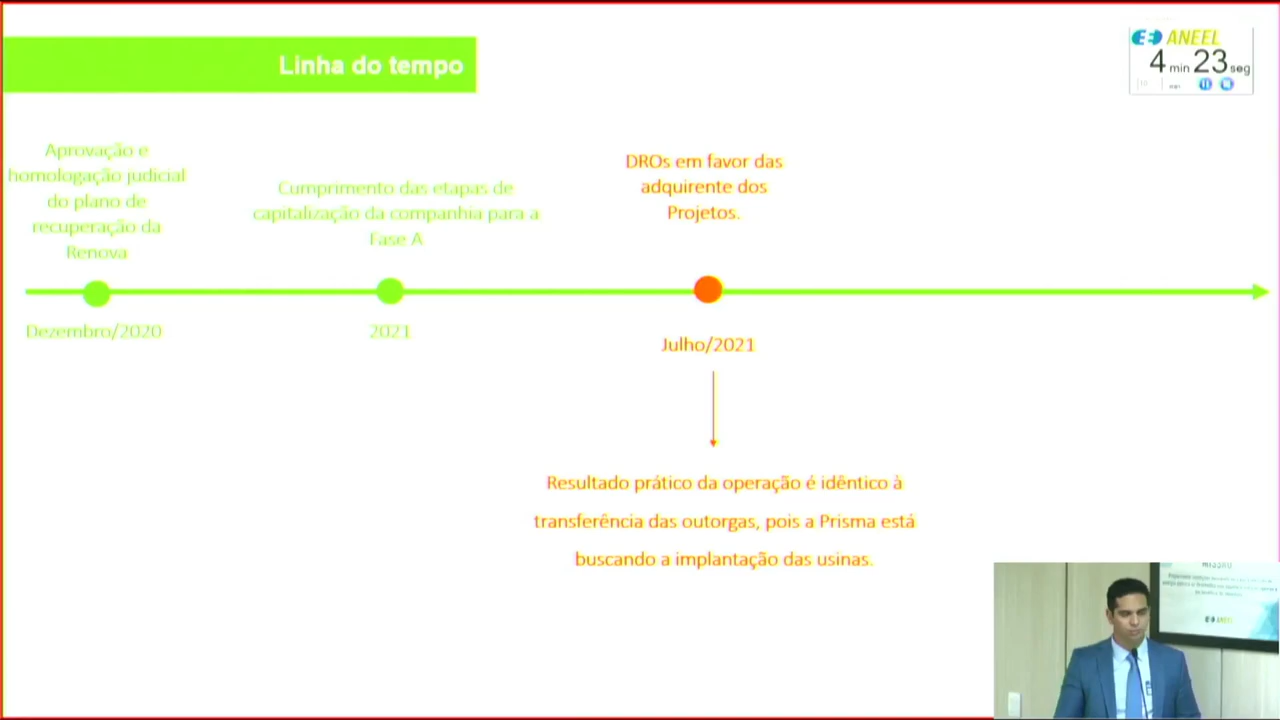 Linha do tempo
ANEEL
4 min 23 seg
min
Aprovação e
homologação judicial
do plano de
recuperação da
Renova
Cumprimento das etapas de
capitalização da companhia para a
Fase A
DROs em favor das
adquirente dos
Projetos.
Dezembro/2020
2021
Julho/2021
Resultado prático da operação é idêntico à
transferência das outorgas, pois a Prisma está
buscando a implantação das usinas.
ANEEL